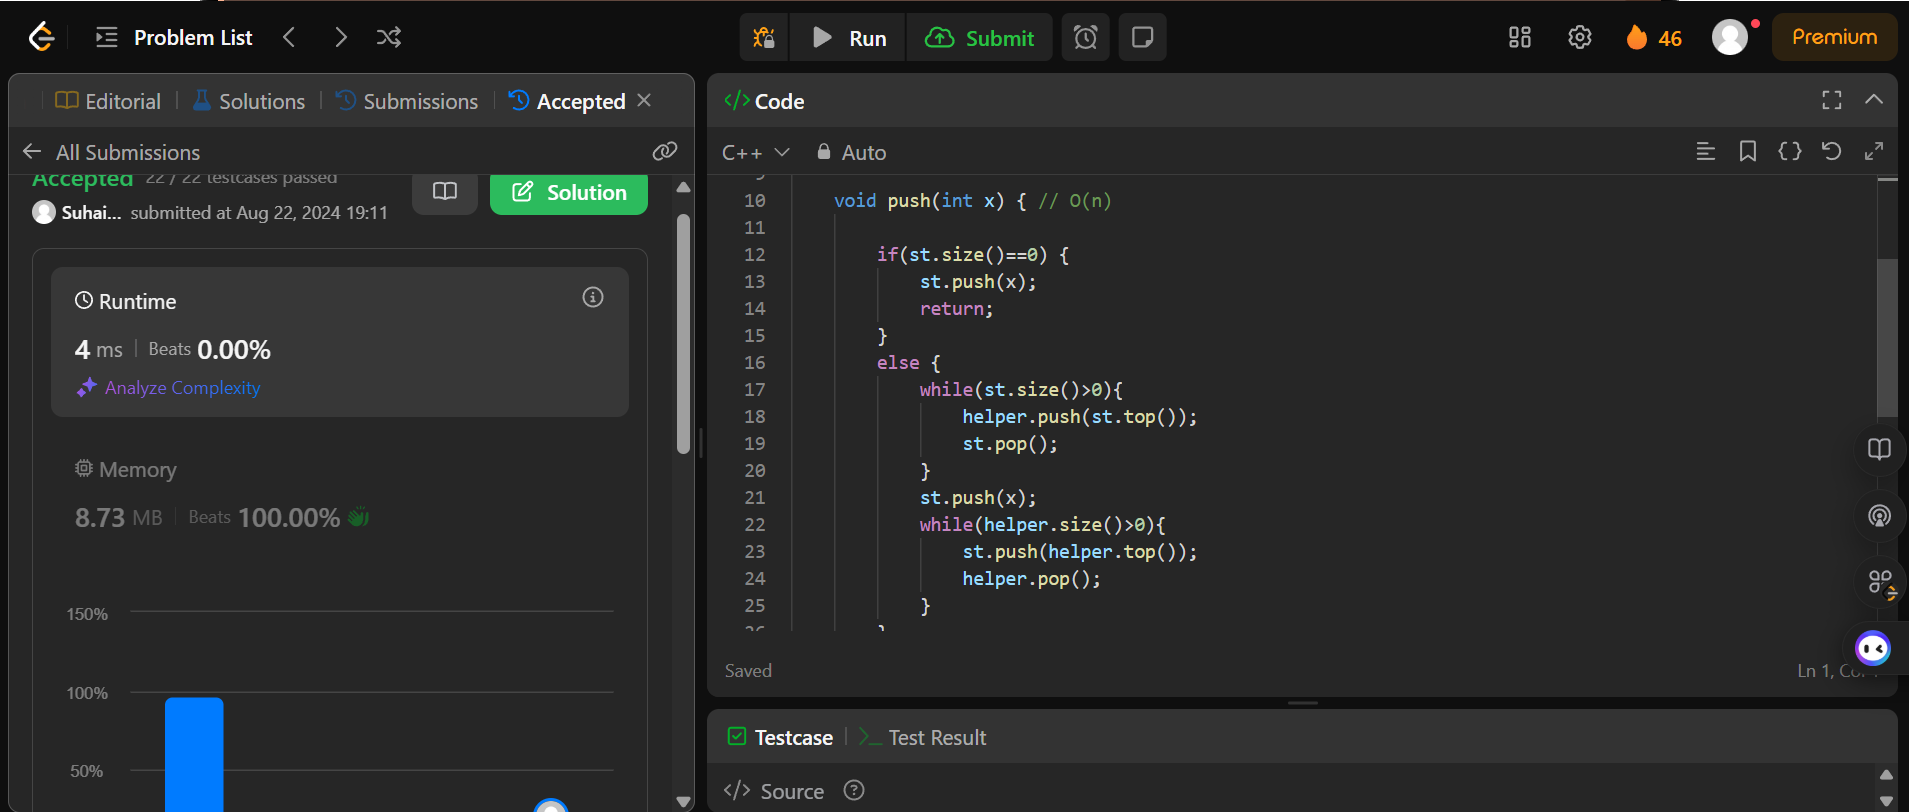 Problem List
Run
Submit
46
Premium
Editorial
Solutions
Submissions
Accepted
All Submissions
Accepted 22 / 22 testcases passed
Suhai... submitted at Aug 22, 2024 19:11
Solution
Runtime
4 ms | Beats 0.00%
Analyze Complexity
Memory
8.73 MB | Beats 100.00%
150%
100%
50%
</> Code
C++
Auto
10 void push(int x) { // O(n)
11
12 if(st.size()==0) {
13 st.push(x);
14 return;
15 }
16 else {
17 while(st.size()>0){
18 helper.push(st.top());
19 st.pop();
20 }
21 st.push(x);
22 while(helper.size()>0){
23 st.push(helper.top());
24 helper.pop();
25 }
Saved
Ln 1,
Testcase
Test Result
</> Source